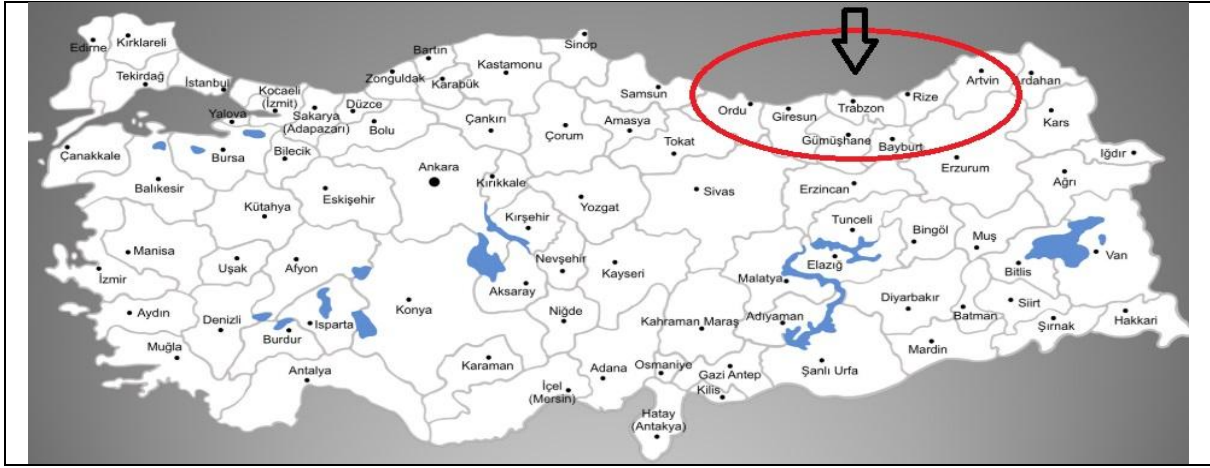 Edirne
Kırklareli
Tekirdağ
İstanbul
Yalova
Kocaeli
(İzmit)
Sakarya
(Adapazarı)
Düzce
Zonguldak
Bartın
Karabük
Kastamonu
Sinop
Samsun
Ordu
Giresun
Trabzon
Rize
Artvin
Ardahan
Kars
Iğdır
Ağrı
Gümüşhane
Bayburt
Erzurum
Erzincan
Çanakkale
Bursa
Bilecik
Bolu
Çankırı
Çorum
Amasya
Tokat
Sivas
Ankara
Kırıkkale
Yozgat
Kırşehir
Balıkesir
Kütahya
Eskişehir
Manisa
İzmir
Uşak
Afyon
Konya
Aksaray
Nevşehir
Kayseri
Niğde
Malatya
Elazığ
Tunceli
Bingöl
Muş
Bitlis
Van
Aydın
Denizli
Muğla
Burdur
Isparta
Antalya
Karaman
İçel
(Mersin)
Adana
Osmaniye
Kahraman Maraş
Adıyaman
Gazi Antep
Kilis
Hatay
(Antakya)
Şanlı Urfa
Diyarbakır
Batman
Mardin
Siirt
Şırnak
Hakkari